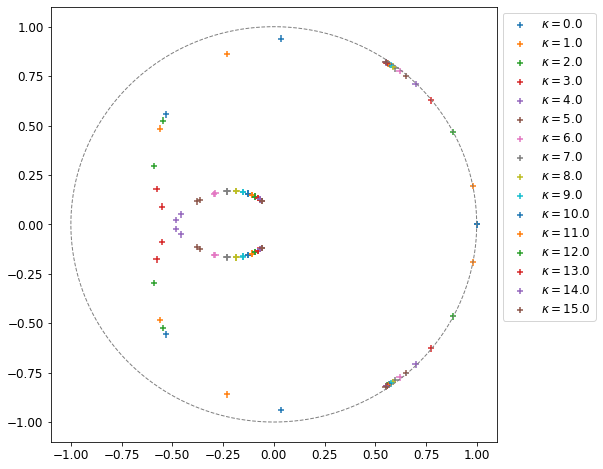 1.00
0.75
0.50
0.25
0.00
−0.25
−0.50
−0.75
−1.00
−1.00 −0.75 −0.50 −0.25 0.00 0.25 0.50 0.75 1.00
κ = 0.0
κ = 1.0
κ = 2.0
κ = 3.0
κ = 4.0
κ = 5.0
κ = 6.0
κ = 7.0
κ = 8.0
κ = 9.0
κ = 10.0
κ = 11.0
κ = 12.0
κ = 13.0
κ = 14.0
κ = 15.0